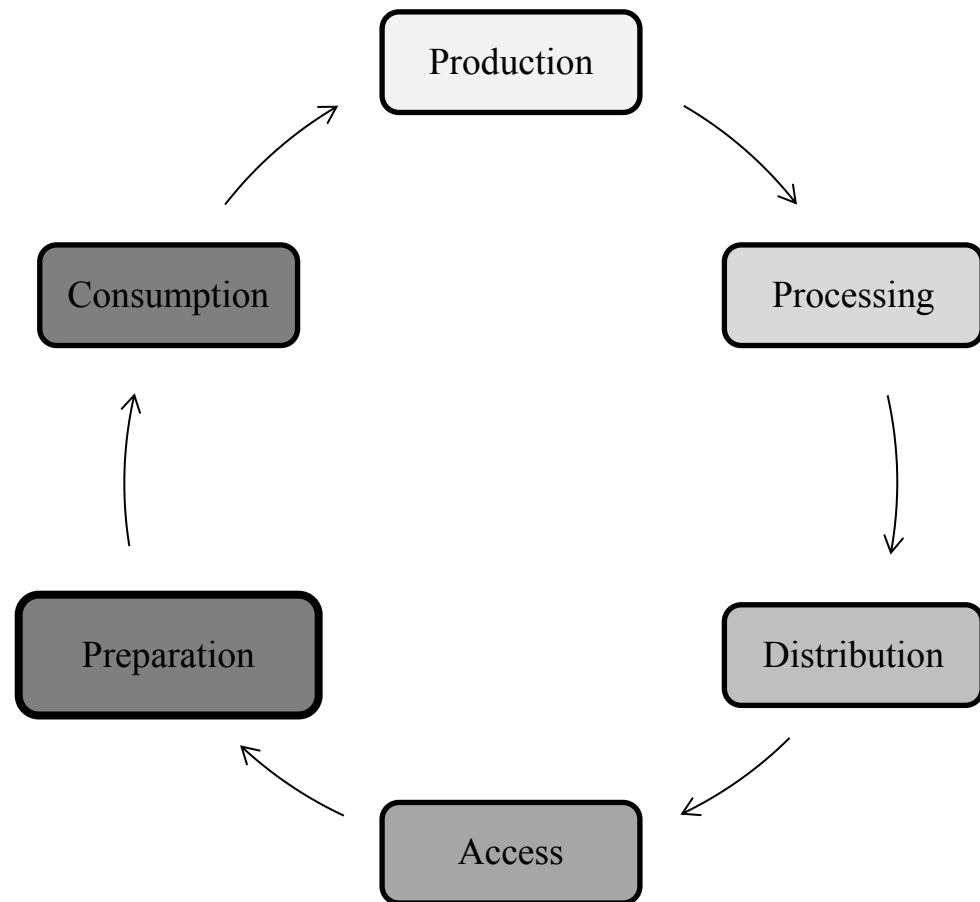 Production
Processing
Distribution
Access
Preparation
Consumption